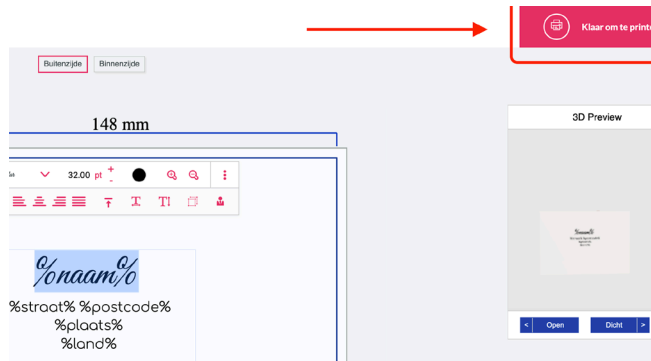 Klaar om te printe
Buitenzijde Binnenzijde
148 mm
3D Preview
32.00 pt
%naam%
%straat% %postcode%
%plaats%
%land%
< Open Dicht >